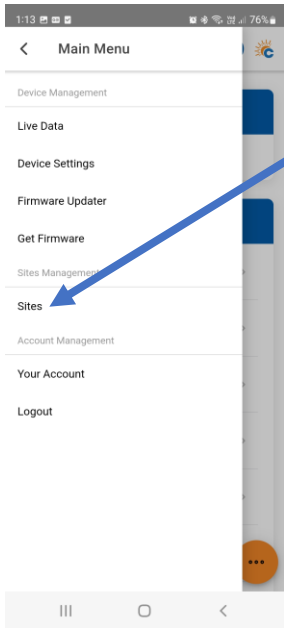 1:13 76%
Main Menu
Device Management
Live Data
Device Settings
Firmware Updater
Get Firmware
Sites Management
Sites
Account Management
Your Account
Logout